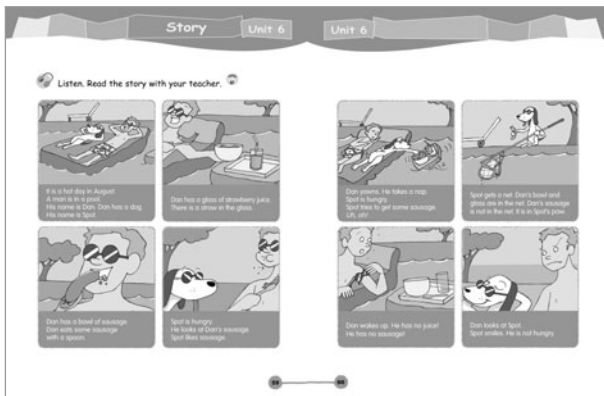 Story
Unit 6
Unit 6
Listen. Read the story with your teacher.
It is a hot day in August.
A man is in a pool.
His name is Dan. Dan has a dog.
His name is Spot.
Dan has a glass of strawberry juice.
There is a straw in the glass.
Dan has a bowl of sausage.
Dan eats some sausage
with a spoon.
Spot is hungry.
He looks at Dan's sausage.
Spot likes sausage.
Dan yawns. He takes a nap.
Spot is hungry.
Spot tries to get some sausage.
Uh, oh!
Spot gets a net. Dan's bowl and
glass are in the net. Dan's sausage
is not in the net. It is in Spot's paw.
Dan wakes up. He has no juice!
He has no sausage!
Dan looks at Spot.
Spot smiles. He is not hungry.